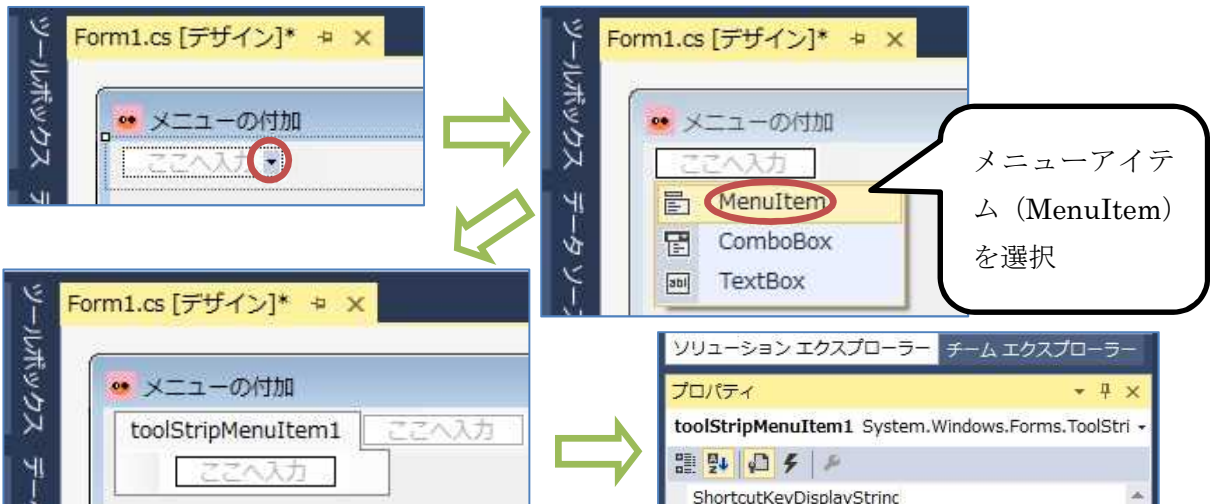 ツールボックス デ
Form1.cs [デザイン]*
メニューの付加
ここへ入力
ツールボックス データ ソー
Form1.cs [デザイン]*
メニューの付加
ここへ入力
MenuItem
ComboBox
TextBox
メニューアイテ
ム（MenuItem）
を選択
ツールボックス デー
Form1.cs [デザイン]*
メニューの付加
toolStripMenuItem1 ここへ入力
ここへ入力
ソリューション エクスプローラー チーム エクスプローラー
プロパティ
toolStripMenuItem1 System.Windows.Forms.ToolStri
ShortcutKeyDisplayString